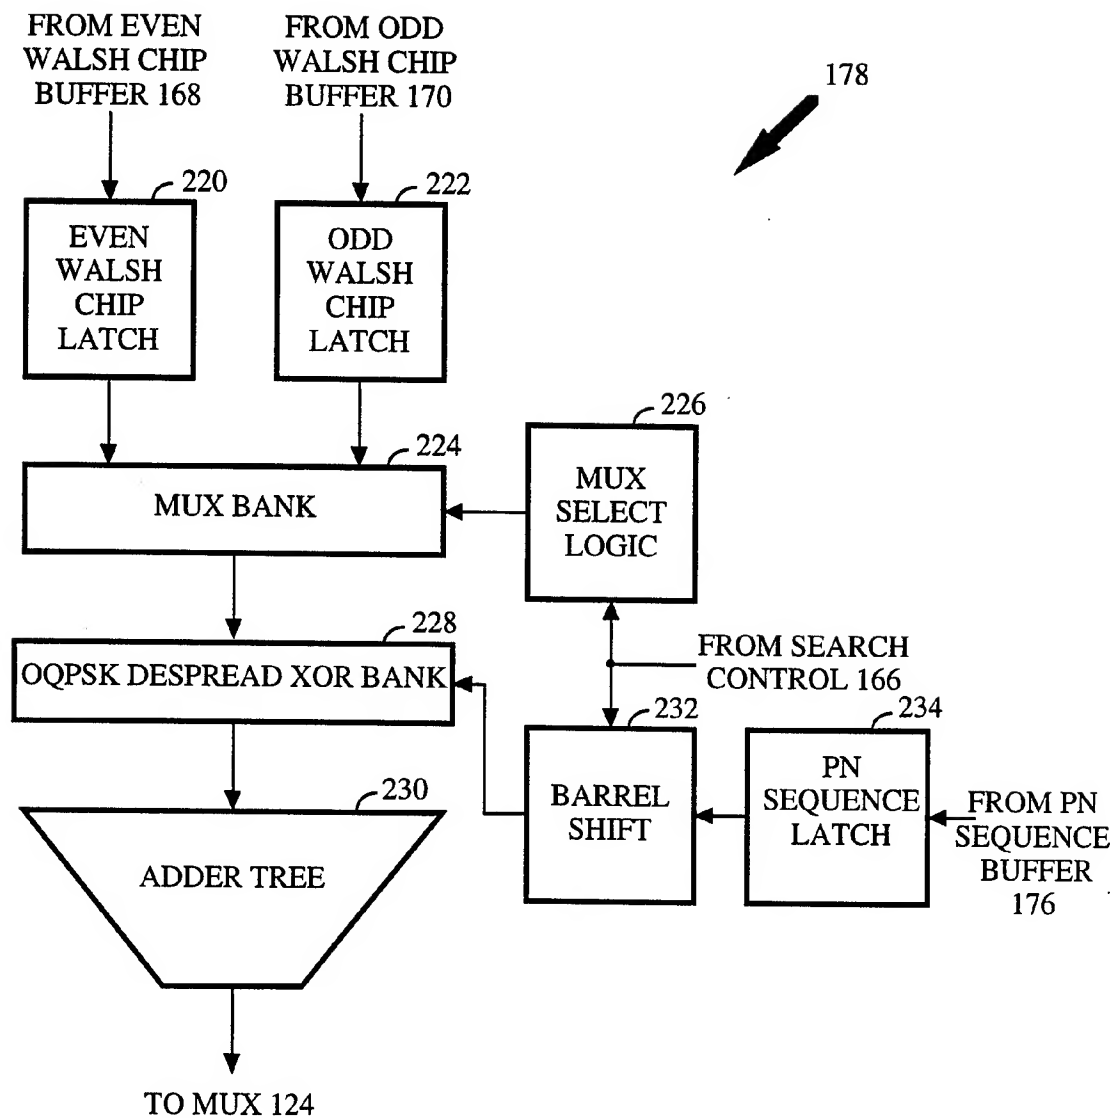 FROM EVEN
WALSH CHIP
BUFFER 168
FROM ODD
WALSH CHIP
BUFFER 170
178
220
222
EVEN
WALSH
CHIP
LATCH
ODD
WALSH
CHIP
LATCH
226
224
MUX BANK
MUX
SELECT
LOGIC
228
OQPSK DESPREAD XOR BANK
FROM SEARCH
CONTROL 166
232
234
230
ADDER TREE
BARREL
SHIFT
PN
SEQUENCE
LATCH
FROM PN
SEQUENCE
BUFFER
176
TO MUX 124